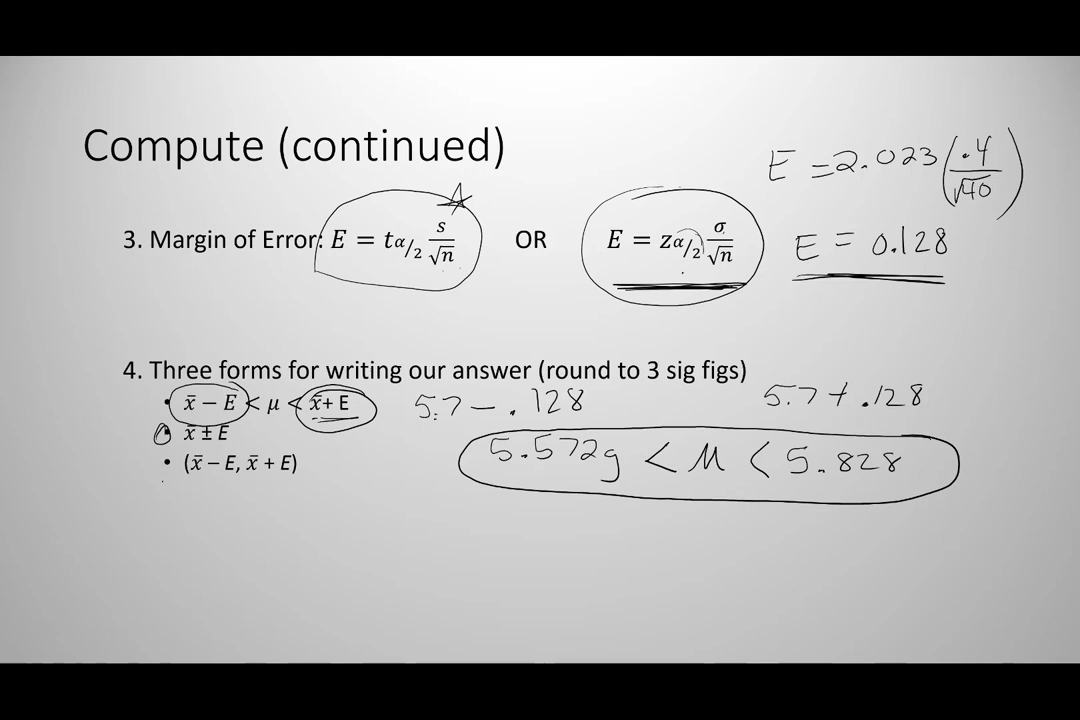 Compute (continued)
E = 2.023 (.4/√40)
3. Margin of Error: E = tα/2 s/√n OR E = zα/2 σ/√n
E = 0.128
4. Three forms for writing our answer (round to 3 sig figs)
• x̄ − E < μ < x̄ + E
5.7 − .128
5.7 + .128
• x̄ ± E
5.572g < μ < 5.828
• (x̄ − E, x̄ + E)